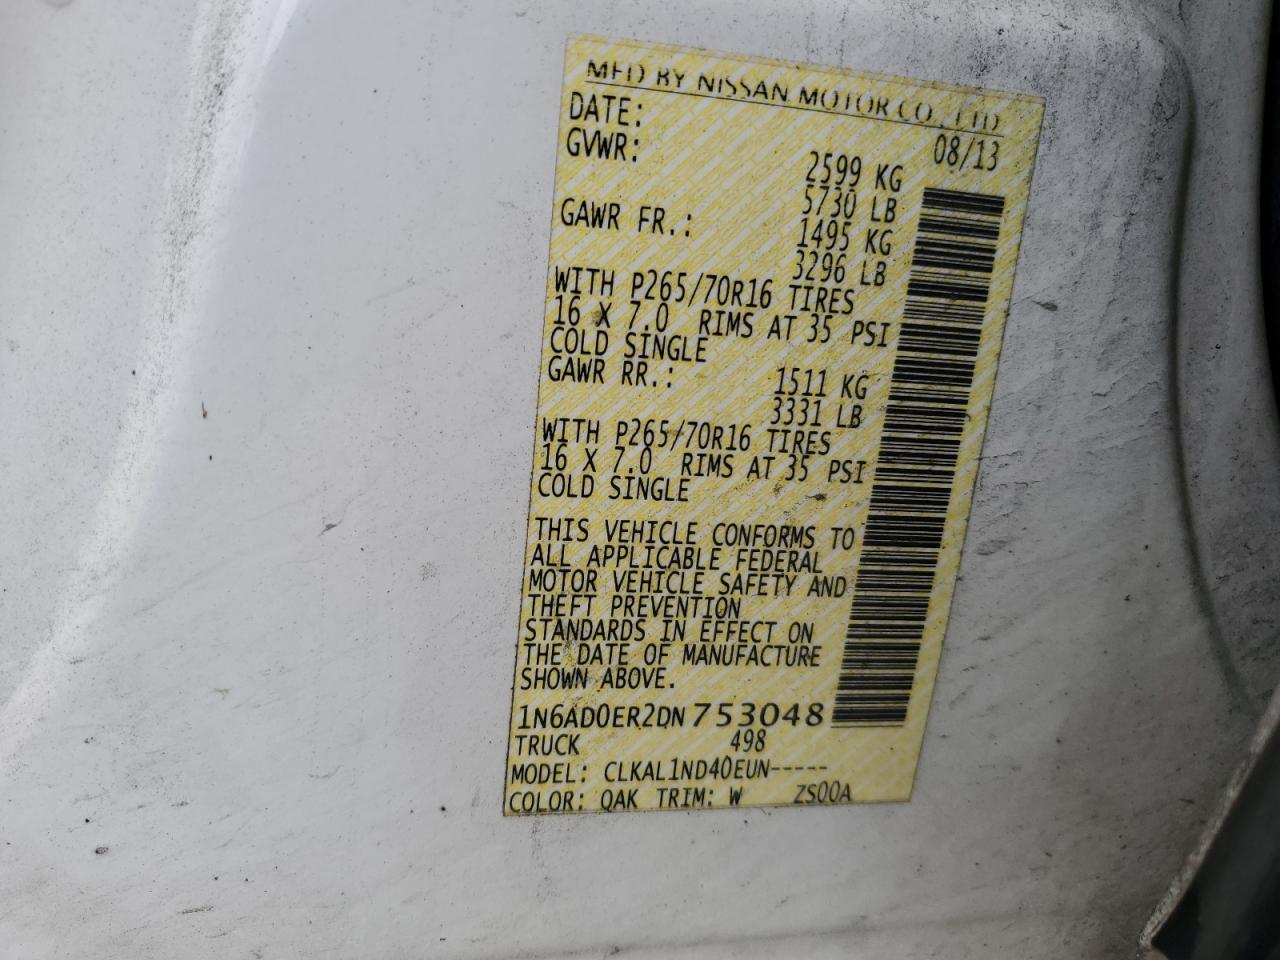 MFD BY NISSAN MOTOR CO., LTD
DATE: 08/13
GVWR: 2599 KG
5730 LB
GAWR FR.: 1495 KG
3296 LB
WITH P265/70R16 TIRES
16 X 7.0 RIMS AT 35 PSI
COLD SINGLE
GAWR RR.: 1511 KG
3331 LB
WITH P265/70R16 TIRES
16 X 7.0 RIMS AT 35 PSI
COLD SINGLE
THIS VEHICLE CONFORMS TO
ALL APPLICABLE FEDERAL
MOTOR VEHICLE SAFETY AND
THEFT PREVENTION
STANDARDS IN EFFECT ON
THE DATE OF MANUFACTURE
SHOWN ABOVE.
1N6AD0ER2DN753048
TRUCK 498
MODEL: CLKAL1ND40EUN-----
COLOR: QAK TRIM: W ZS00A